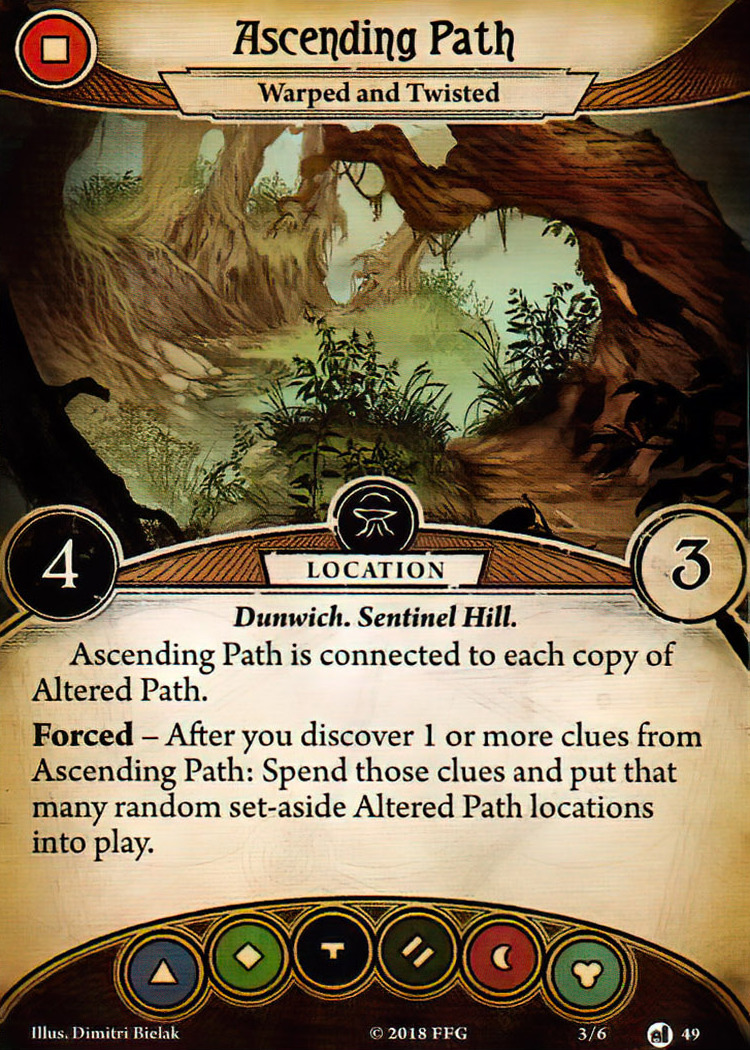 Ascending Path
Warped and Twisted
4
LOCATION
3
Dunwich. Sentinel Hill.
Ascending Path is connected to each copy of
Altered Path.
Forced – After you discover 1 or more clues from
Ascending Path: Spend those clues and put that
many random set-aside Altered Path locations
into play.
Illus. Dimitri Bielak
© 2018 FFG
3/6
49